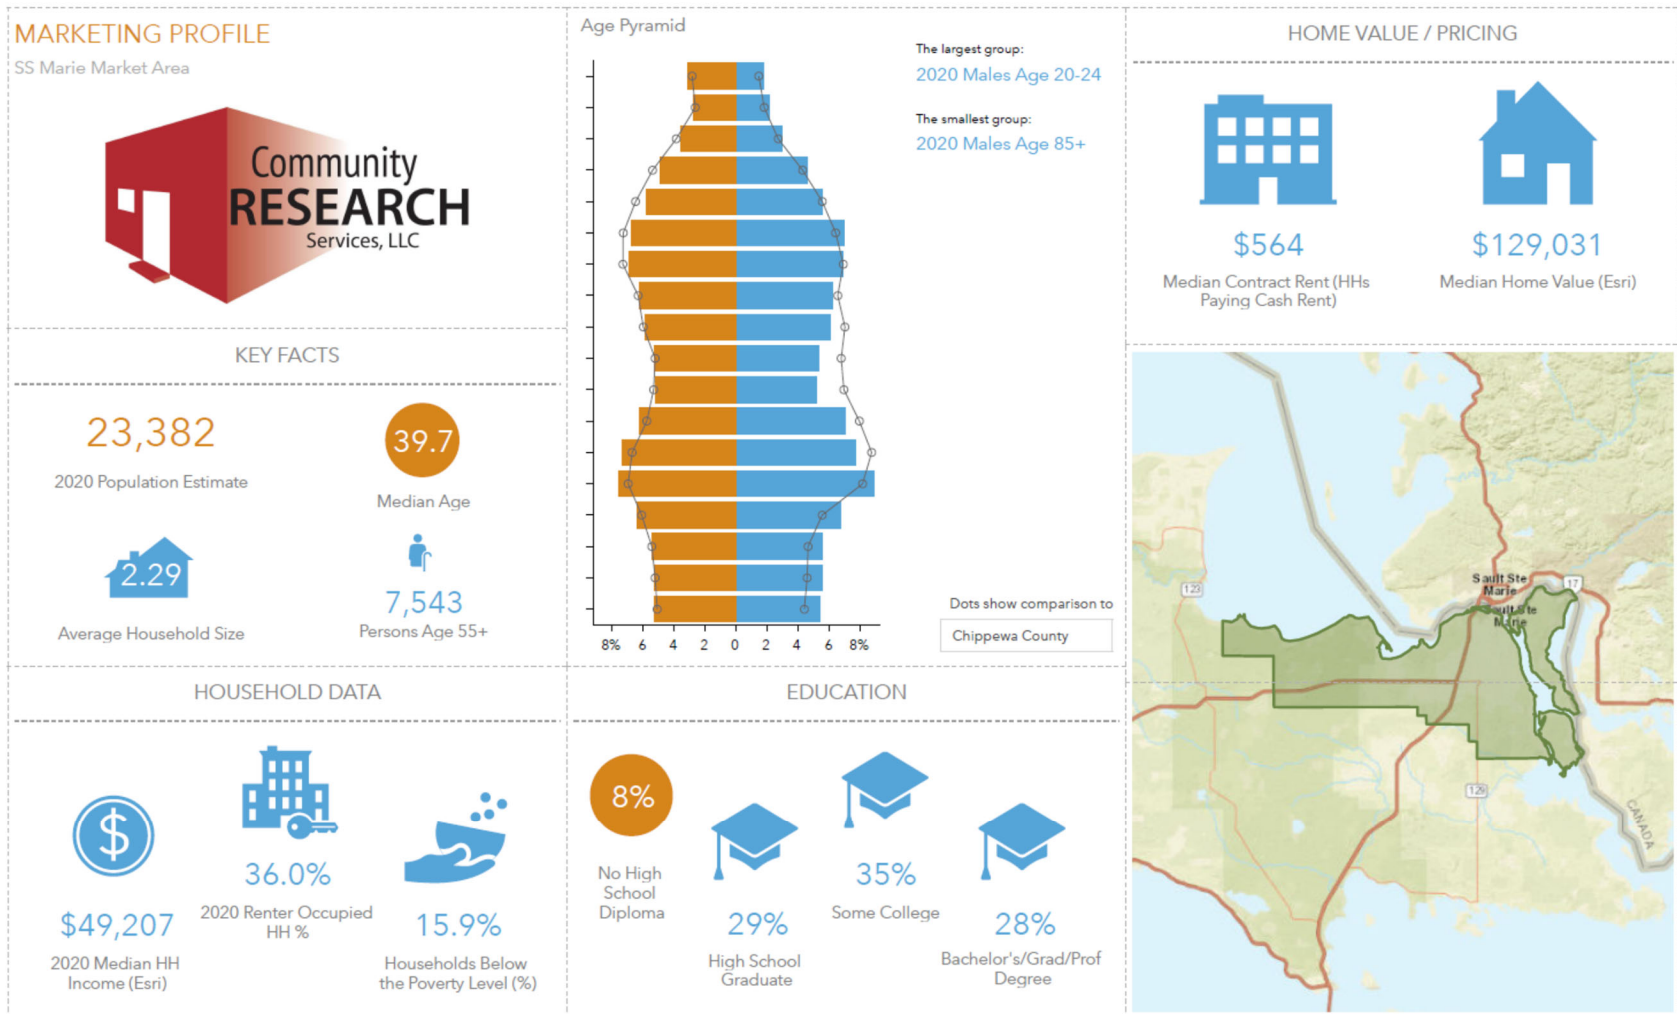 MARKETING PROFILE
SS Marie Market Area
Community
RESEARCH
Services, LLC
KEY FACTS
23,382
2020 Population Estimate
39.7
Median Age
2.29
Average Household Size
7,543
Persons Age 55+
Age Pyramid
The largest group:
2020 Males Age 20-24
The smallest group:
2020 Males Age 85+
8% 6 4 2 0 2 4 6 8%
Dots show comparison to
Chippewa County
HOME VALUE / PRICING
$564
Median Contract Rent (HHs
Paying Cash Rent)
$129,031
Median Home Value (Esri)
Sault Ste
Marie
Sault Ste
Marie
17
123
129
CANADA
HOUSEHOLD DATA
$49,207
2020 Median HH
Income (Esri)
36.0%
2020 Renter Occupied
HH %
15.9%
Households Below
the Poverty Level (%)
EDUCATION
8%
No High
School
Diploma
29%
High School
Graduate
35%
Some College
28%
Bachelor's/Grad/Prof
Degree